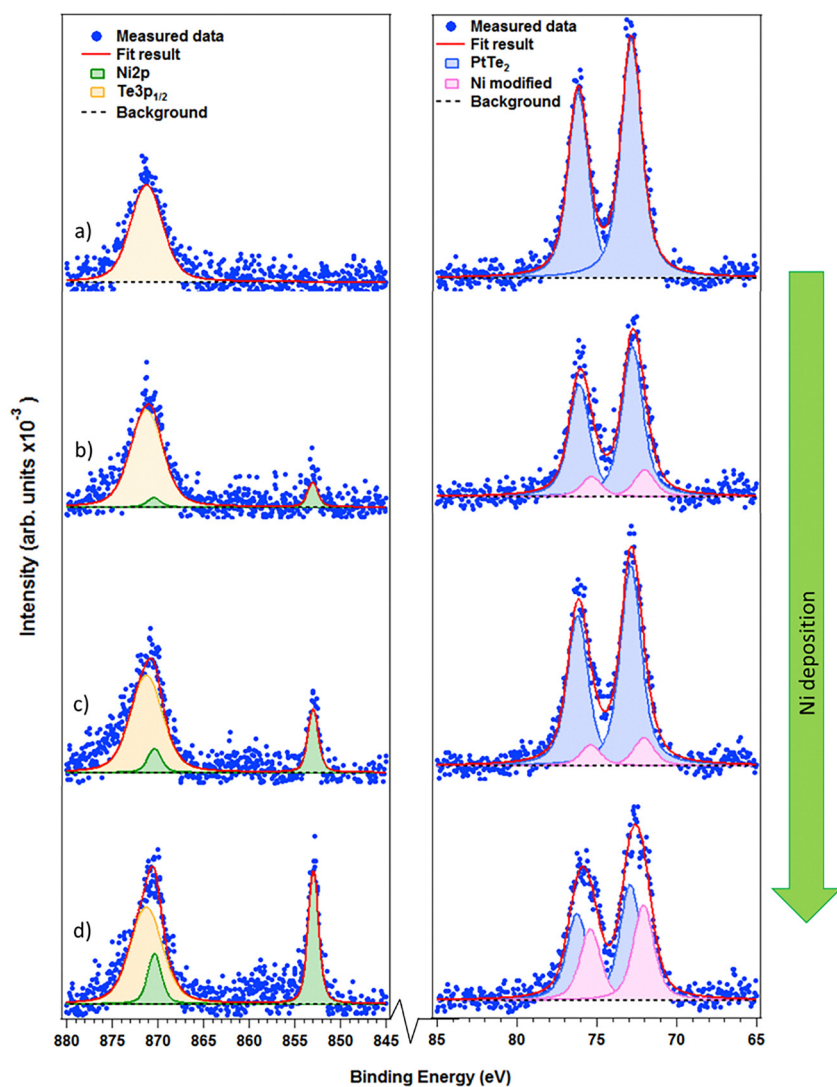 Measured data
Fit result
Ni2p
Te3p1/2
Background
Measured data
Fit result
PtTe2
Ni modified
Background
a)
b)
c)
d)
Intensity (arb. units x10-3 )
Ni deposition
880 875 870 865 860 855 850 845
85 80 75 70 65
Binding Energy (eV)